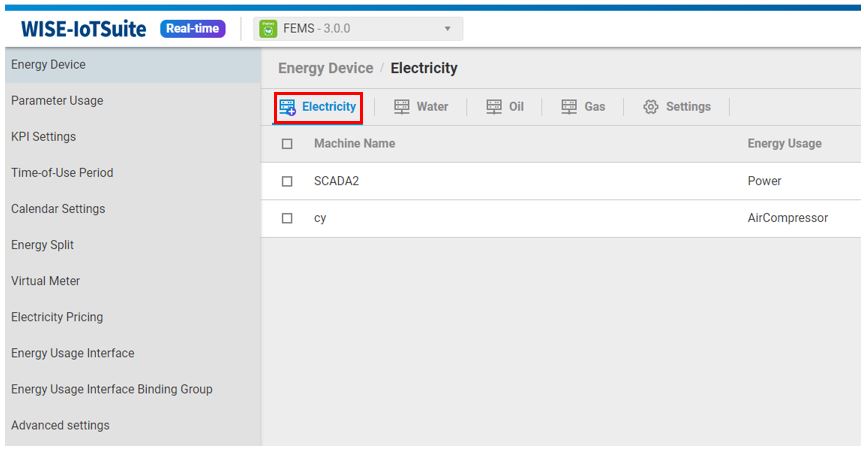 WISE-IoTSuite Real-time FEMS - 3.0.0
Energy Device
Parameter Usage
KPI Settings
Time-of-Use Period
Calendar Settings
Energy Split
Virtual Meter
Electricity Pricing
Energy Usage Interface
Energy Usage Interface Binding Group
Advanced settings
Energy Device / Electricity
Electricity Water Oil Gas Settings
Machine Name Energy Usage
SCADA2 Power
cy AirCompressor